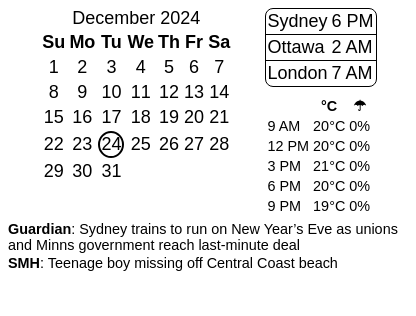 December 2024
Su Mo Tu We Th Fr Sa
1 2 3 4 5 6 7
8 9 10 11 12 13 14
15 16 17 18 19 20 21
22 23 24 25 26 27 28
29 30 31
Sydney 6 PM
Ottawa 2 AM
London 7 AM
°C ☂
9 AM 20°C 0%
12 PM 20°C 0%
3 PM 21°C 0%
6 PM 20°C 0%
9 PM 19°C 0%
Guardian: Sydney trains to run on New Year’s Eve as unions
and Minns government reach last-minute deal
SMH: Teenage boy missing off Central Coast beach